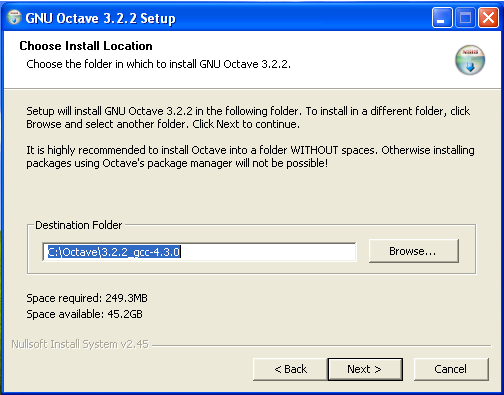 GNU Octave 3.2.2 Setup
Choose Install Location
Choose the folder in which to install GNU Octave 3.2.2.
Setup will install GNU Octave 3.2.2 in the following folder. To install in a different folder, click
Browse and select another folder. Click Next to continue.
It is highly recommended to install Octave into a folder WITHOUT spaces. Otherwise installing
packages using Octave's package manager will not be possible!
Destination Folder
C:\Octave\3.2.2_gcc-4.3.0
Browse...
Space required: 249.3MB
Space available: 45.2GB
Nullsoft Install System v2.45
< Back
Next >
Cancel